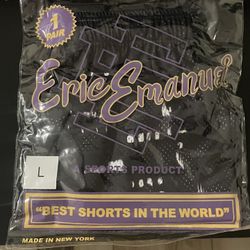 1
PAIR
Eric Emanuel
L
A SPORTS PRODUCT
"BEST SHORTS IN THE WORLD"
MADE IN NEW YORK